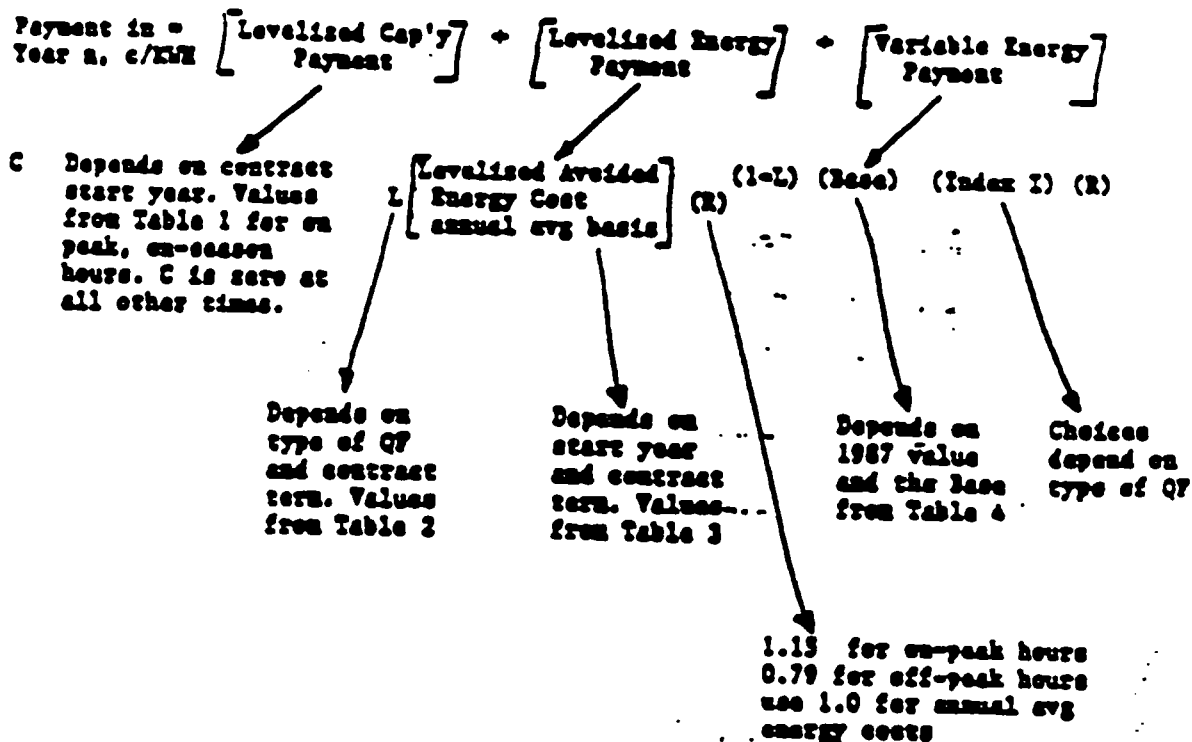 Payment in = [Levelized Cap'y Payment] + [Levelized Energy Payment] + [Variable Energy Payment]
Year n, c/KWH
C Depends on contract
start year. Values
from Table 1 for on
peak, on-season
hours. C is zero at
all other times.
L [Levelized Avoided
Energy Cost
annual avg basis] (R)
(1-L) (Base) (Index I) (R)
Depends on
type of QF
and contract
term. Values
from Table 2
Depends on
start year
and contract
term. Values
from Table 3
Depends on
1987 value
and the Base
from Table 4
Choices
depend on
type of QF
1.15 for on-peak hours
0.79 for off-peak hours
use 1.0 for annual avg
energy costs